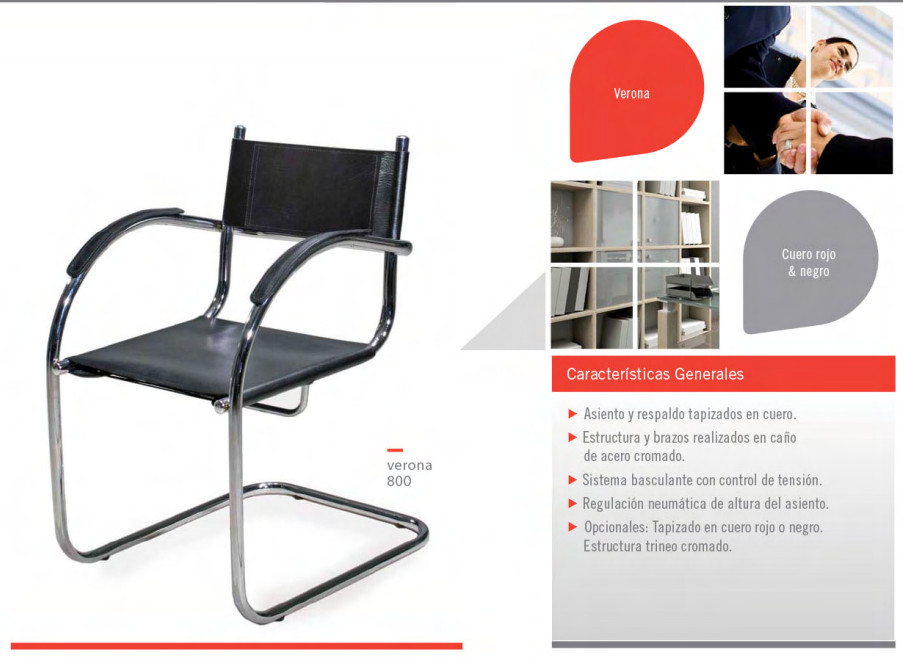 Verona
Cuero rojo
& negro
Características Generales
Asiento y respaldo tapizados en cuero.
Estructura y brazos realizados en caño
de acero cromado.
Sistema basculante con control de tensión.
Regulación neumática de altura del asiento.
Opcionales: Tapizado en cuero rojo o negro.
Estructura trineo cromado.
verona
800